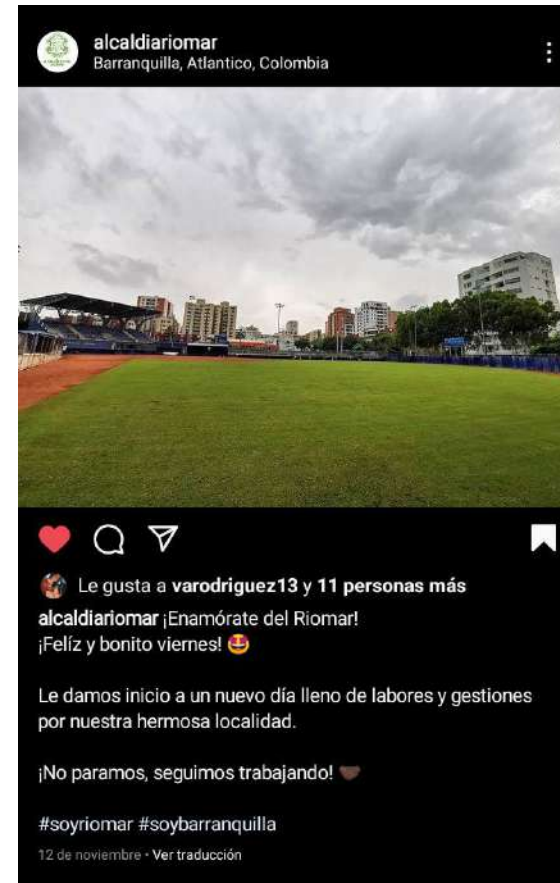 alcaldiariomar
Barranquilla, Atlantico, Colombia
Le gusta a varodriguez13 y 11 personas más
alcaldiariomar ¡Enamórate del Riomar!
¡Felíz y bonito viernes! 🤩
Le damos inicio a un nuevo día lleno de labores y gestiones
por nuestra hermosa localidad.
¡No paramos, seguimos trabajando! 🤝🏿
#soyriomar #soybarranquilla
12 de noviembre • Ver traducción